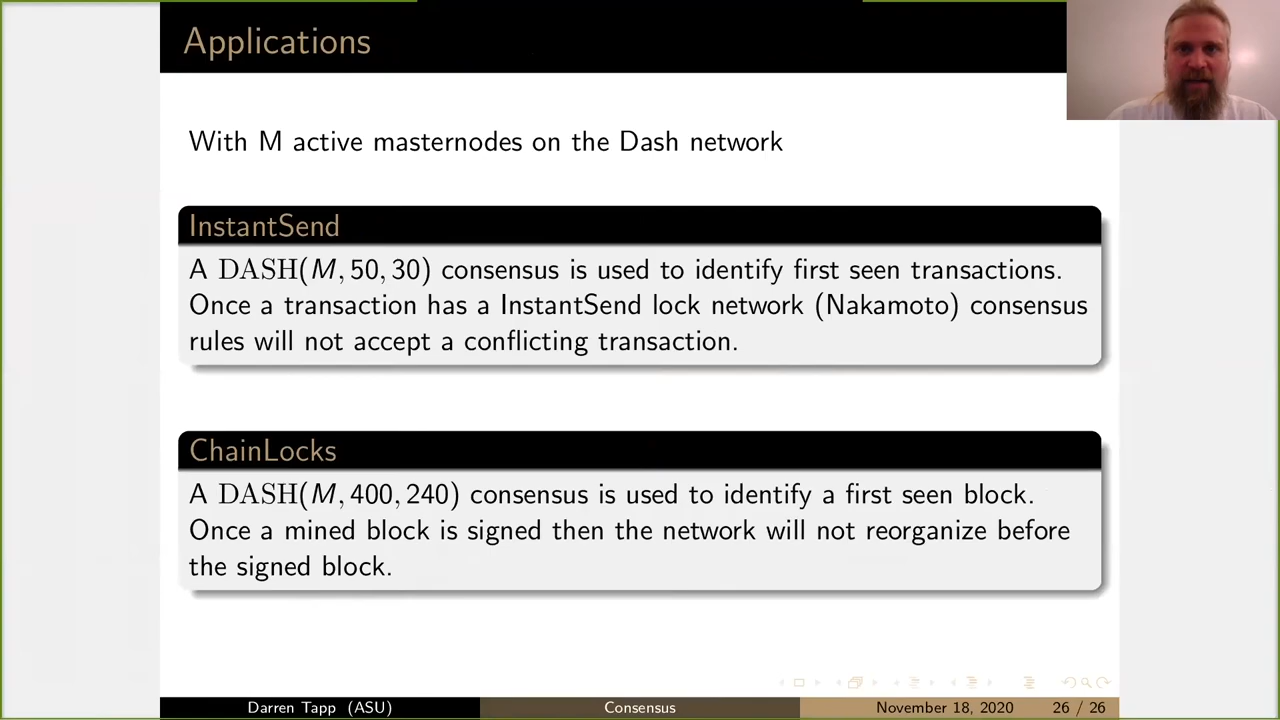 Applications
With M active masternodes on the Dash network
InstantSend
A DASH(M, 50, 30) consensus is used to identify first seen transactions.
Once a transaction has a InstantSend lock network (Nakamoto) consensus
rules will not accept a conflicting transaction.
ChainLocks
A DASH(M, 400, 240) consensus is used to identify a first seen block.
Once a mined block is signed then the network will not reorganize before
the signed block.
Darren Tapp (ASU) Consensus November 18, 2020 26 / 26